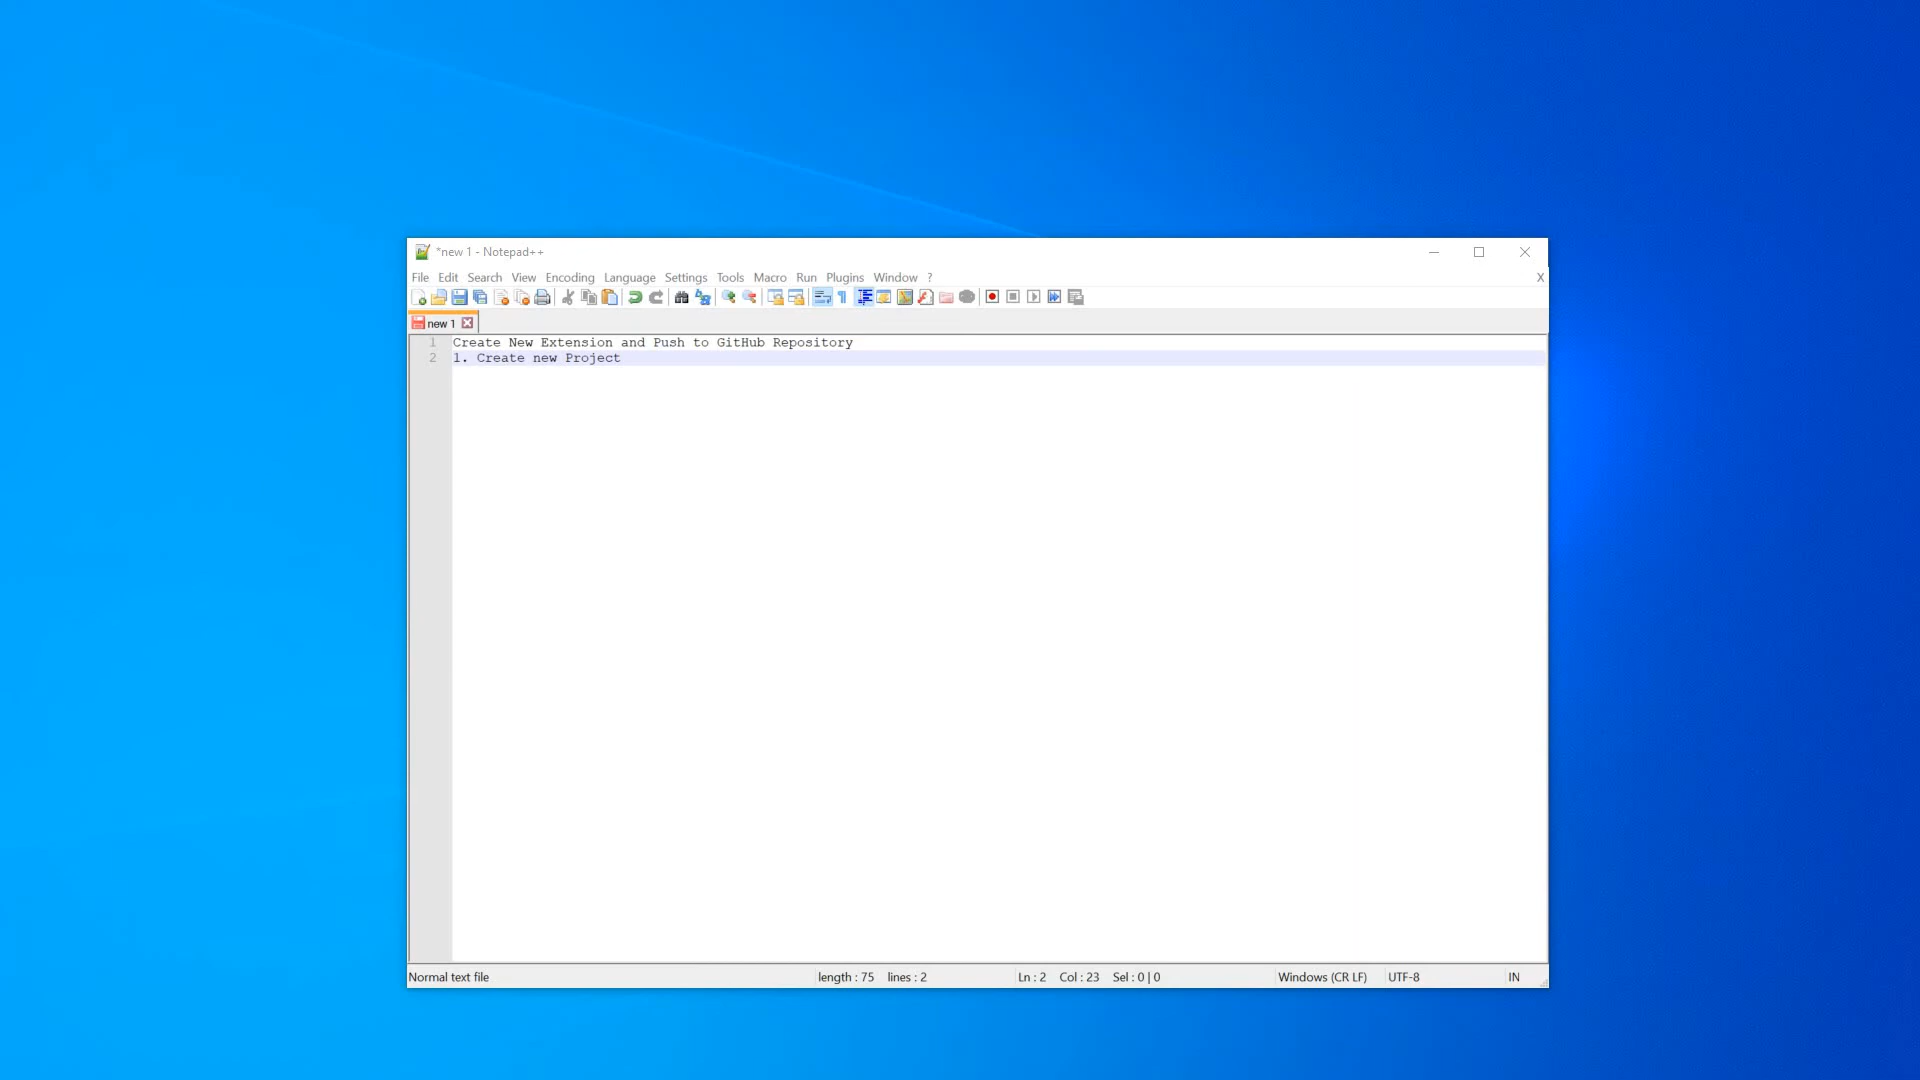 *new 1 - Notepad++
File Edit Search View Encoding Language Settings Tools Macro Run Plugins Window ? X
new 1
1 Create New Extension and Push to GitHub Repository
2 1. Create new Project
Normal text file length : 75 lines : 2 Ln : 2 Col : 23 Sel : 0 | 0 Windows (CR LF) UTF-8 IN